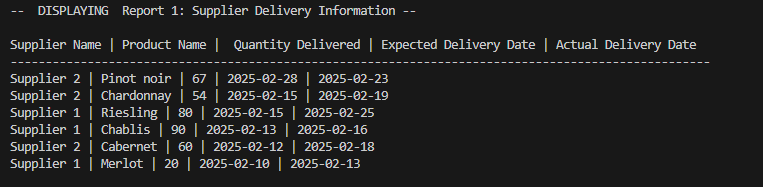 -- DISPLAYING Report 1: Supplier Delivery Information --
Supplier Name | Product Name | Quantity Delivered | Expected Delivery Date | Actual Delivery Date
----------------------------------------------------------------------------------------------------
Supplier 2 | Pinot noir | 67 | 2025-02-28 | 2025-02-23
Supplier 2 | Chardonnay | 54 | 2025-02-15 | 2025-02-19
Supplier 1 | Riesling | 80 | 2025-02-15 | 2025-02-25
Supplier 1 | Chablis | 90 | 2025-02-13 | 2025-02-16
Supplier 2 | Cabernet | 60 | 2025-02-12 | 2025-02-18
Supplier 1 | Merlot | 20 | 2025-02-10 | 2025-02-13